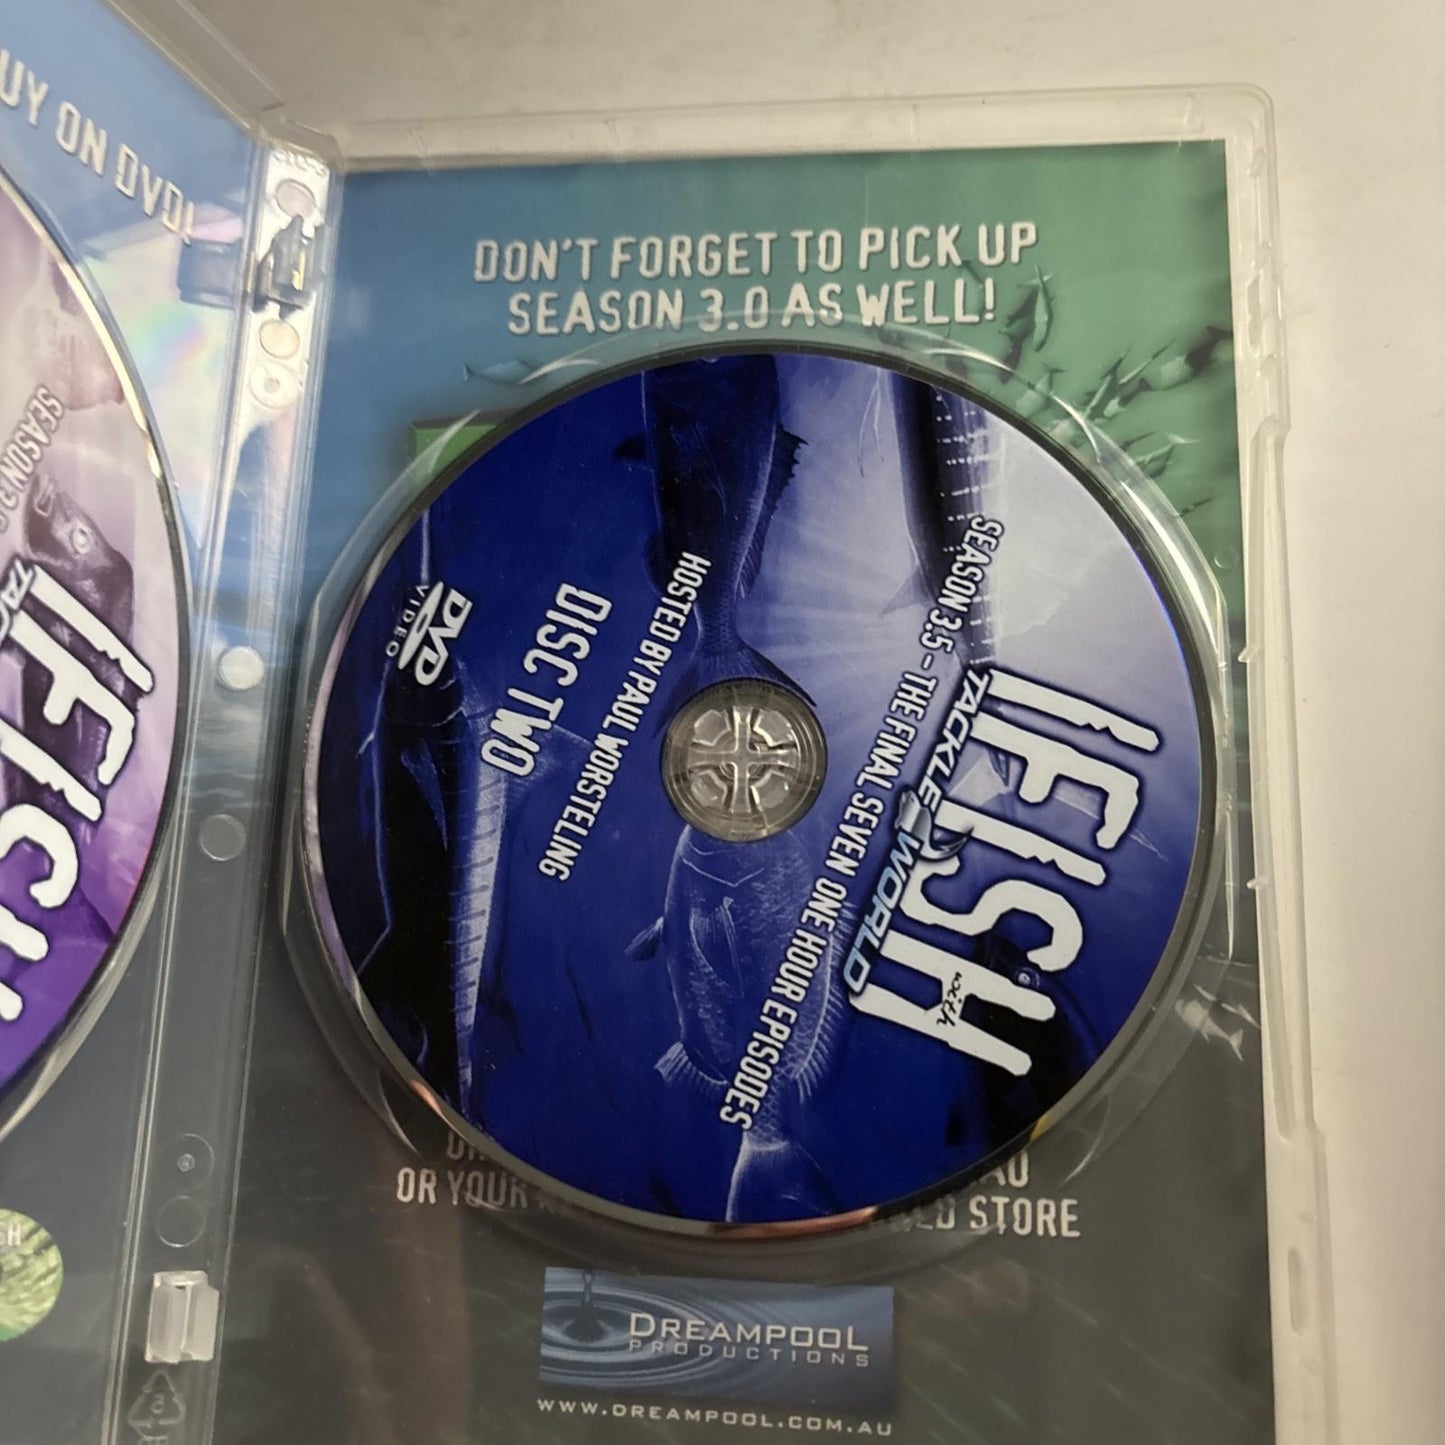 UY ON DVD!
DON'T FORGET TO PICK UP
SEASON 3.0 AS WELL!
SEASON
IFISH
IFISH
with
TACKLE WORLD
SEASON 3.5 - THE FINAL SEVEN ONE HOUR EPISODES
HOSTED BY PAUL WORSTELING
DISC TWO
DVD
VIDEO
OR YOUR
STORE
DREAMPOOL
PRODUCTIONS
WWW.DREAMPOOL.COM.AU